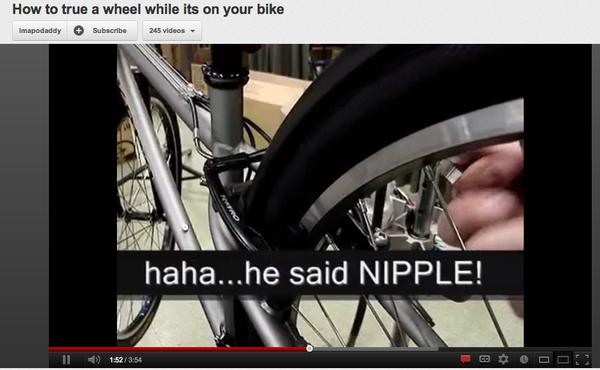 How to true a wheel while its on your bike
imapodaddy Subscribe 245 videos
haha...he said NIPPLE!
1:52 / 3:54
CC